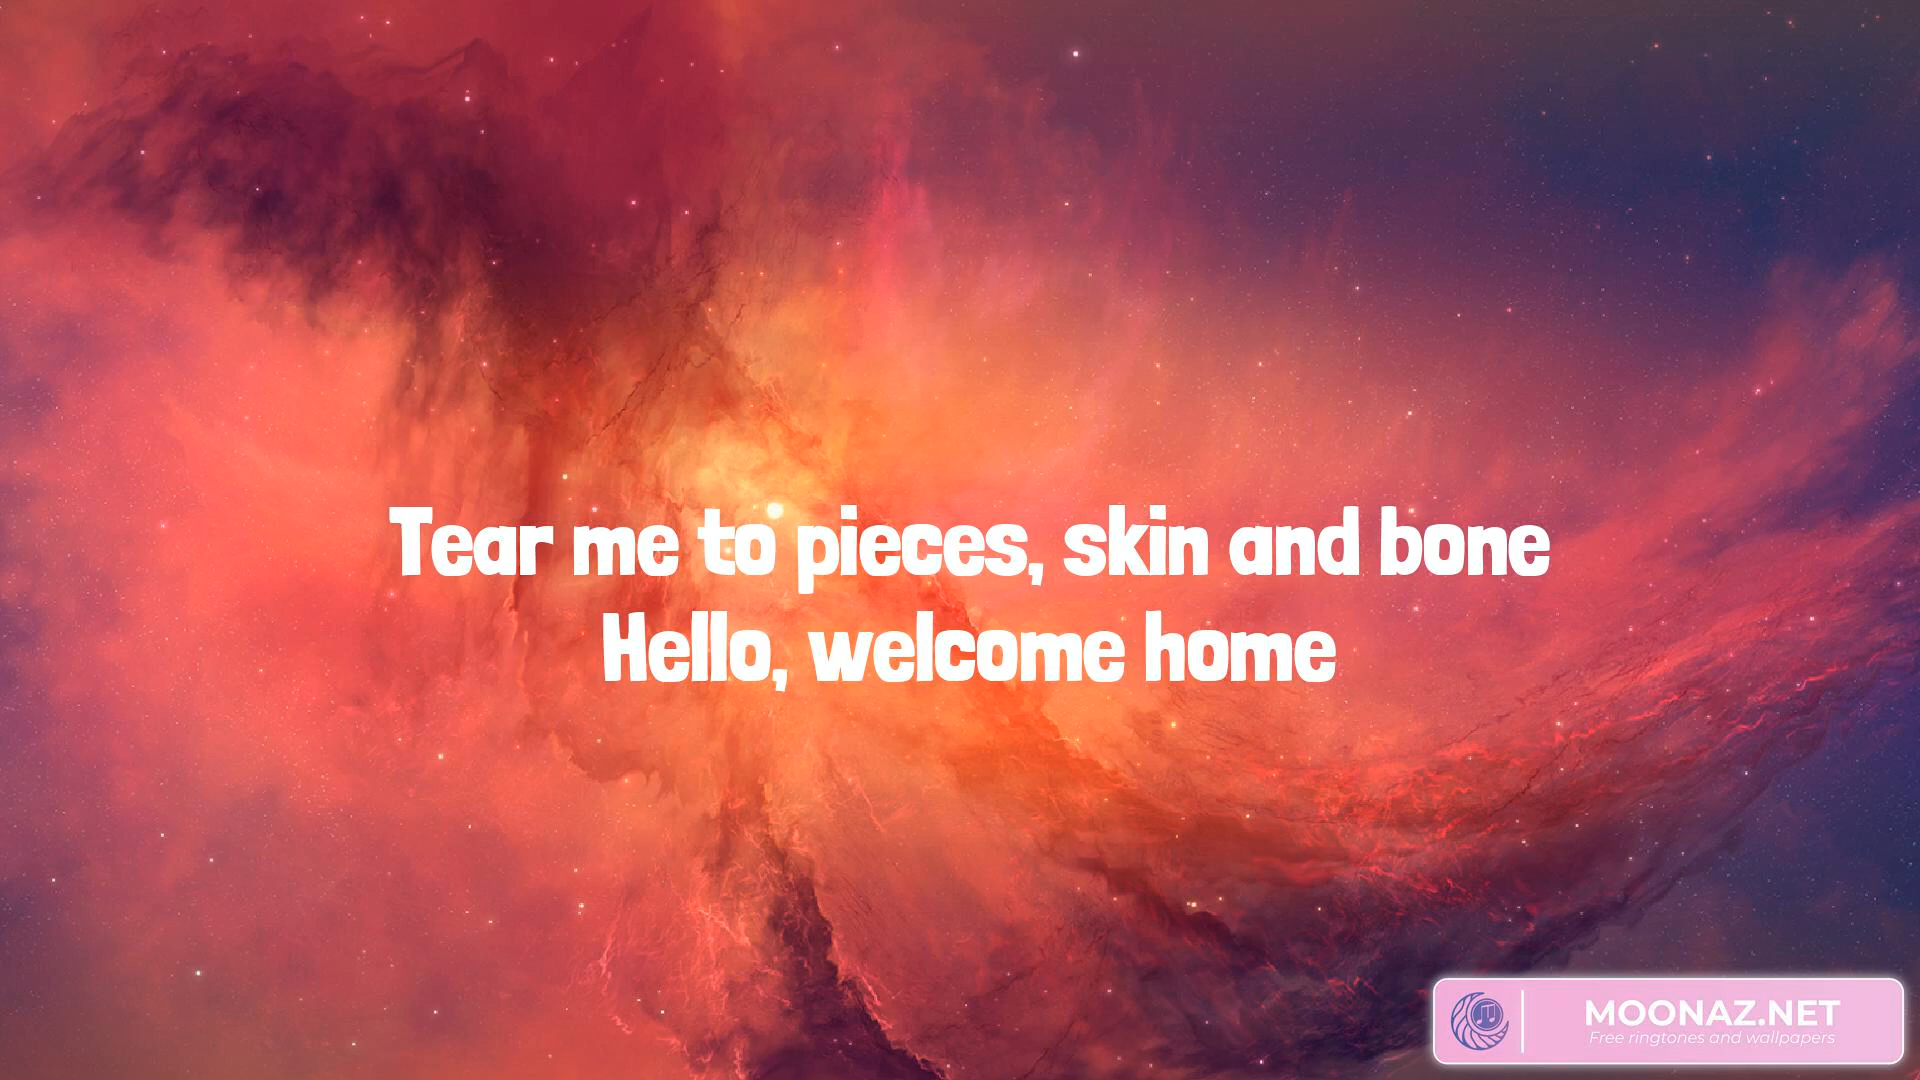 Tear me to pieces, skin and bone
Hello, welcome home
MOONAZ.NET
Free ringtones and wallpapers